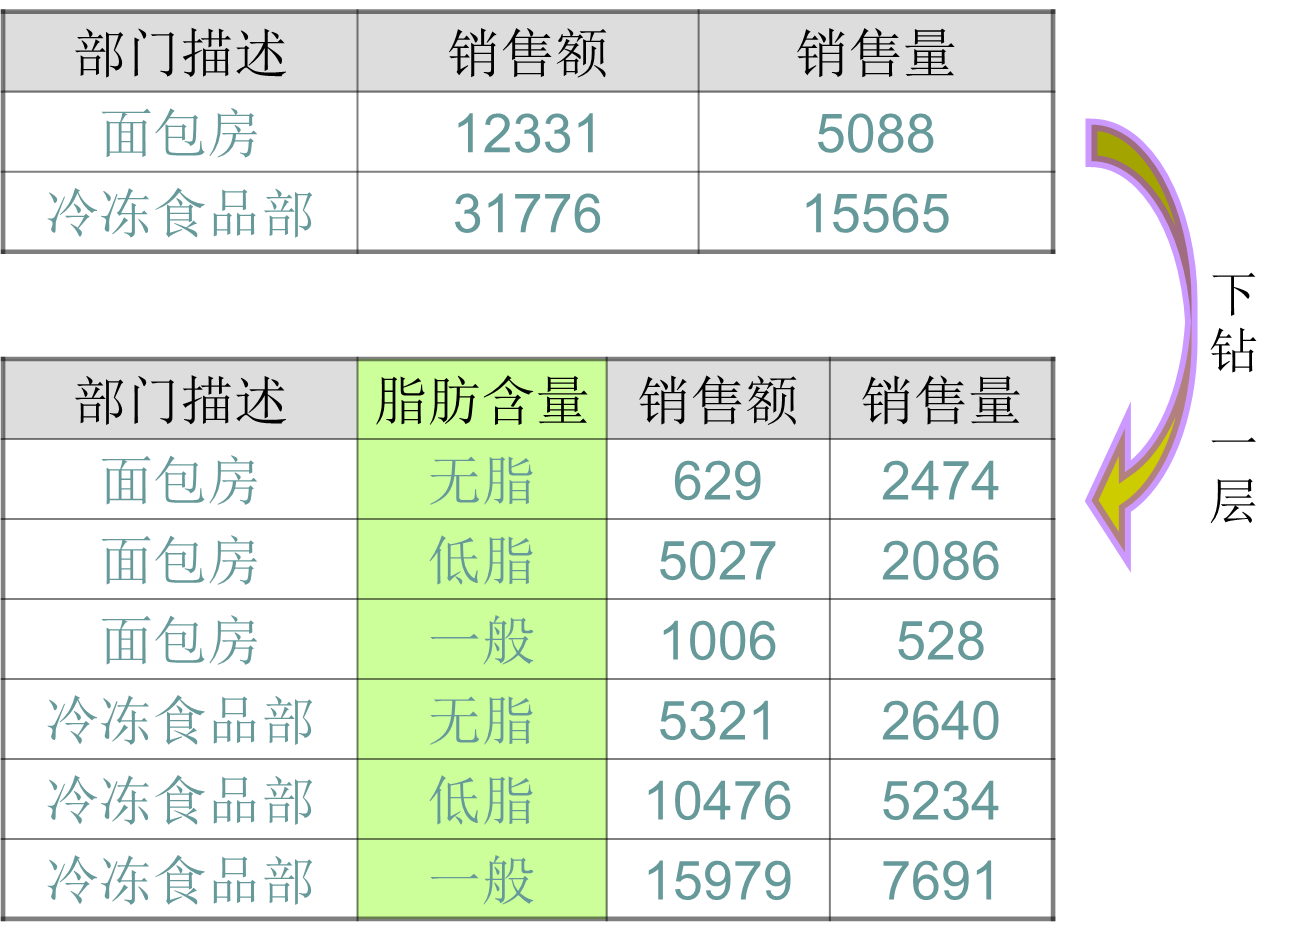 部门描述 销售额 销售量
面包房 12331 5088
冷冻食品部 31776 15565
下钻 一层
部门描述 脂肪含量 销售额 销售量
面包房 无脂 629 2474
面包房 低脂 5027 2086
面包房 一般 1006 528
冷冻食品部 无脂 5321 2640
冷冻食品部 低脂 10476 5234
冷冻食品部 一般 15979 7691